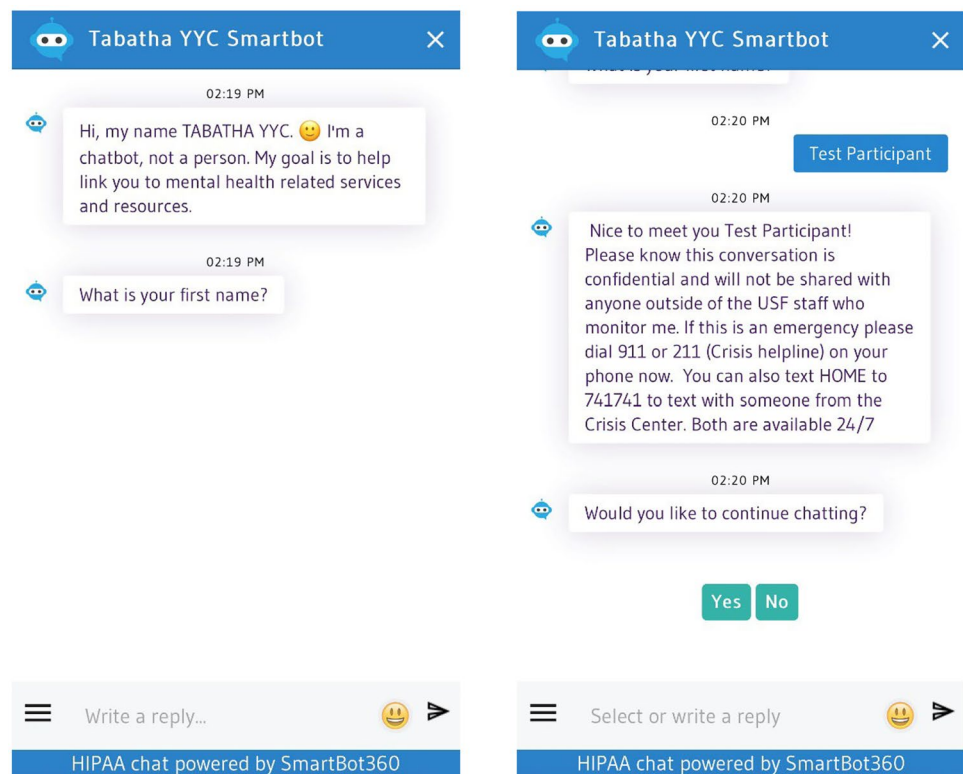 Tabatha YYC Smartbot
02:19 PM
Hi, my name TABATHA YYC. 🙂 I'm a
chatbot, not a person. My goal is to help
link you to mental health related services
and resources.
02:19 PM
What is your first name?
Write a reply...
HIPAA chat powered by SmartBot360
Tabatha YYC Smartbot
What is your first name?
02:20 PM
Test Participant
02:20 PM
Nice to meet you Test Participant!
Please know this conversation is
confidential and will not be shared with
anyone outside of the USF staff who
monitor me. If this is an emergency please
dial 911 or 211 (Crisis helpline) on your
phone now. You can also text HOME to
741741 to text with someone from the
Crisis Center. Both are available 24/7
02:20 PM
Would you like to continue chatting?
Yes No
Select or write a reply
HIPAA chat powered by SmartBot360